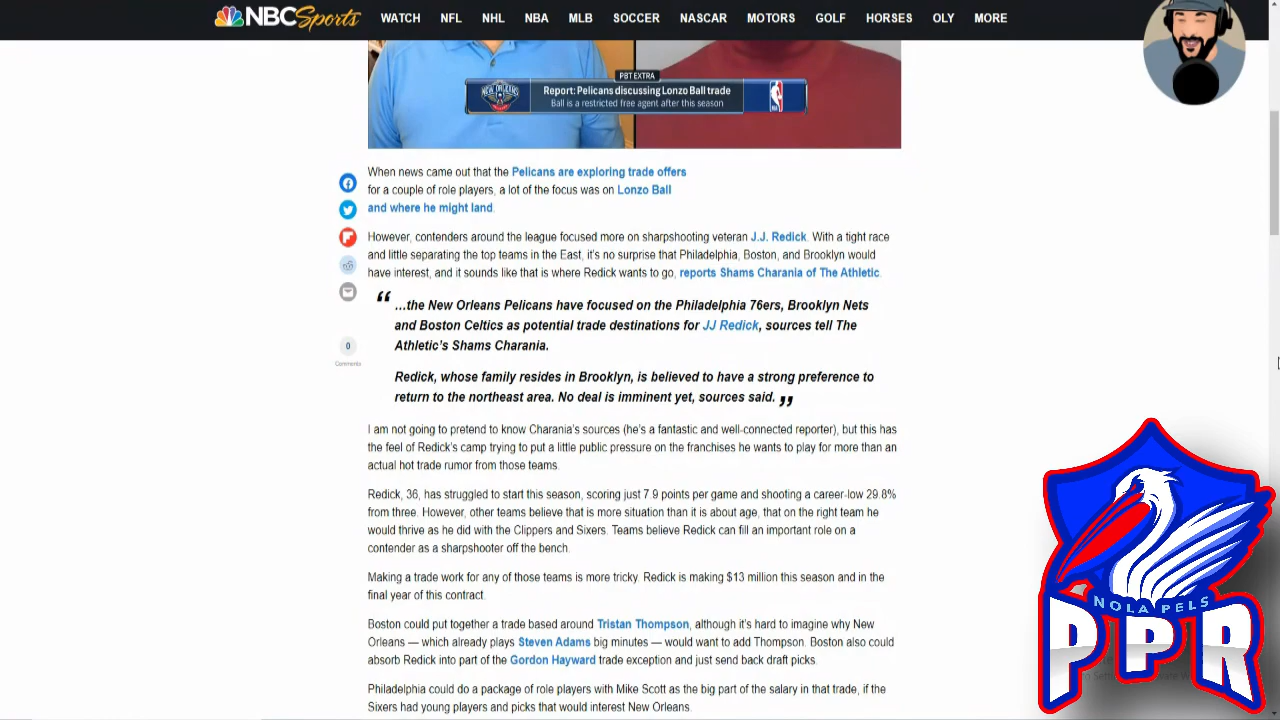 NBC Sports WATCH NFL NHL NBA MLB SOCCER NASCAR MOTORS GOLF HORSES OLY MORE
PBT EXTRA
Report: Pelicans discussing Lonzo Ball trade
Ball is a restricted free agent after this season
NEW ORLEANS
NBA
When news came out that the Pelicans are exploring trade offers
for a couple of role players, a lot of the focus was on Lonzo Ball
and where he might land.
However, contenders around the league focused more on sharpshooting veteran J.J. Redick. With a tight race
and little separating the top teams in the East, it's no surprise that Philadelphia, Boston, and Brooklyn would
have interest, and it sounds like that is where Redick wants to go, reports Shams Charania of The Athletic.
“ …the New Orleans Pelicans have focused on the Philadelphia 76ers, Brooklyn Nets
and Boston Celtics as potential trade destinations for JJ Redick, sources tell The
Athletic's Shams Charania.
0
Comments
Redick, whose family resides in Brooklyn, is believed to have a strong preference to
return to the northeast area. No deal is imminent yet, sources said. ”
I am not going to pretend to know Charania's sources (he's a fantastic and well-connected reporter), but this has
the feel of Redick's camp trying to put a little public pressure on the franchises he wants to play for more than an
actual hot trade rumor from those teams.
Redick, 36, has struggled to start this season, scoring just 7.9 points per game and shooting a career-low 29.8%
from three. However, other teams believe that is more situation than it is about age, that on the right team he
would thrive as he did with the Clippers and Sixers. Teams believe Redick can fill an important role on a
contender as a sharpshooter off the bench.
Making a trade work for any of those teams is more tricky. Redick is making $13 million this season and in the
final year of this contract.
Boston could put together a trade based around Tristan Thompson, although it's hard to imagine why New
Orleans — which already plays Steven Adams big minutes — would want to add Thompson. Boston also could
absorb Redick into part of the Gordon Hayward trade exception and just send back draft picks.
Philadelphia could do a package of role players with Mike Scott as the big part of the salary in that trade, if the
Sixers had young players and picks that would interest New Orleans.
NOLA PELS
PPR